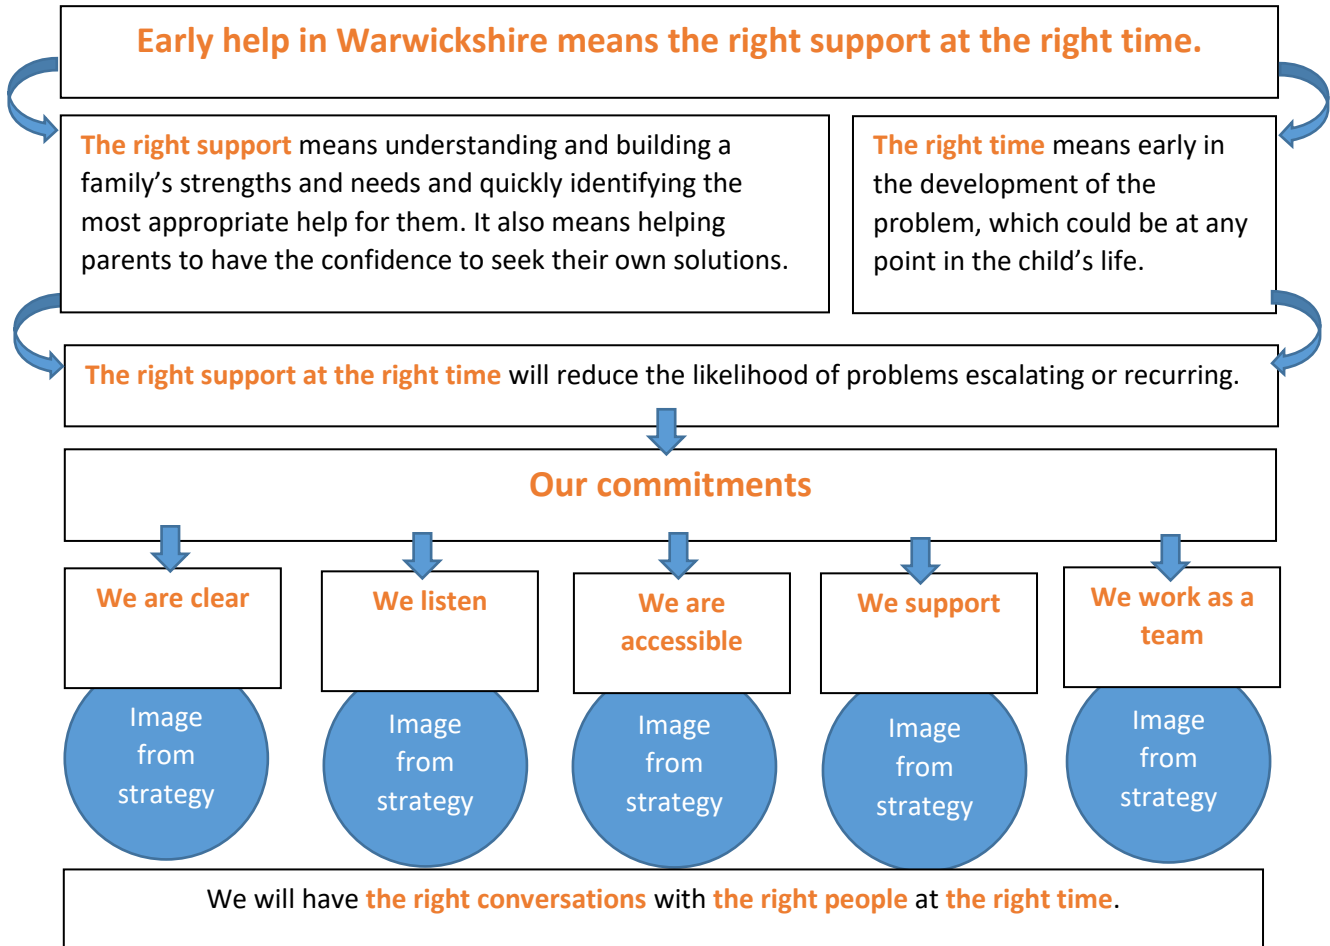 Early help in Warwickshire means the right support at the right time.
The right support means understanding and building a
family’s strengths and needs and quickly identifying the
most appropriate help for them. It also means helping
parents to have the confidence to seek their own solutions.
The right time means early in
the development of the
problem, which could be at any
point in the child’s life.
The right support at the right time will reduce the likelihood of problems escalating or recurring.
Our commitments
We are clear
We listen
We are
accessible
We support
We work as a
team
Image
from
strategy
Image
from
strategy
Image
from
strategy
Image
from
strategy
Image
from
strategy
We will have the right conversations with the right people at the right time.